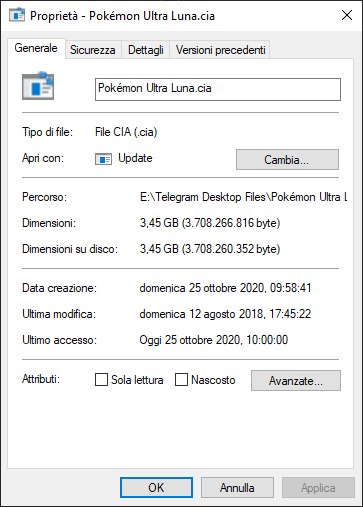 Proprietà - Pokémon Ultra Luna.cia
Generale Sicurezza Dettagli Versioni precedenti
Pokémon Ultra Luna.cia
Tipo di file: File CIA (.cia)
Apri con: Update Cambia...
Percorso: E:\Telegram Desktop Files\Pokémon Ultra L
Dimensioni: 3,45 GB (3.708.266.816 byte)
Dimensioni su disco: 3,45 GB (3.708.260.352 byte)
Data creazione: domenica 25 ottobre 2020, 09:58:41
Ultima modifica: domenica 12 agosto 2018, 17:45:22
Ultimo accesso: Oggi 25 ottobre 2020, 10:00:00
Attributi: Sola lettura Nascosto Avanzate...
OK Annulla Applica